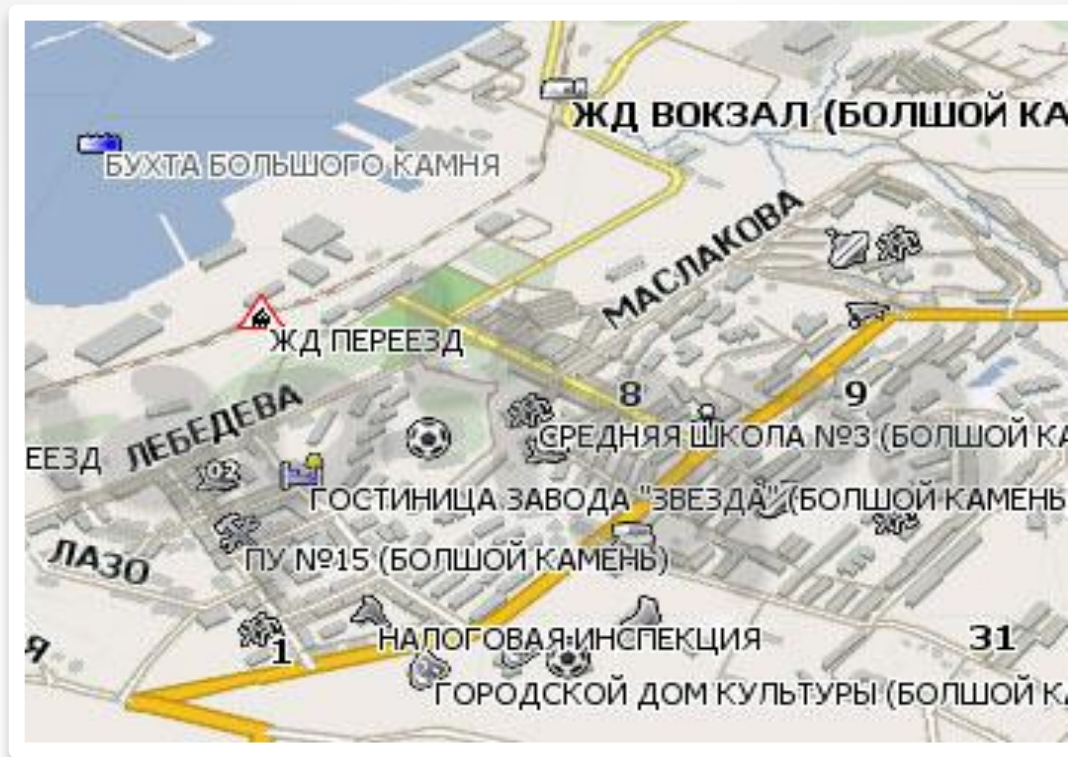 ЖД ВОКЗАЛ (БОЛШОЙ КА
БУХТА БОЛЬШОГО КАМНЯ
МАСЛАКОВА
ЖД ПЕРЕЕЗД
8
9
ЛЕБЕДЕВА
СРЕДНЯЯ ШКОЛА №3 (БОЛШОЙ КА
ЕЕЗД
02
ГОСТИНИЦА ЗАВОДА "ЗВЕЗДА" (БОЛШОЙ КАМЕНЬ
ЛАЗО
ПУ №15 (БОЛШОЙ КАМЕНЬ)
НАЛОГОВАЯ ИНСПЕКЦИЯ
31
1
Я
ГОРОДСКОЙ ДОМ КУЛЬТУРЫ (БОЛШОЙ КА